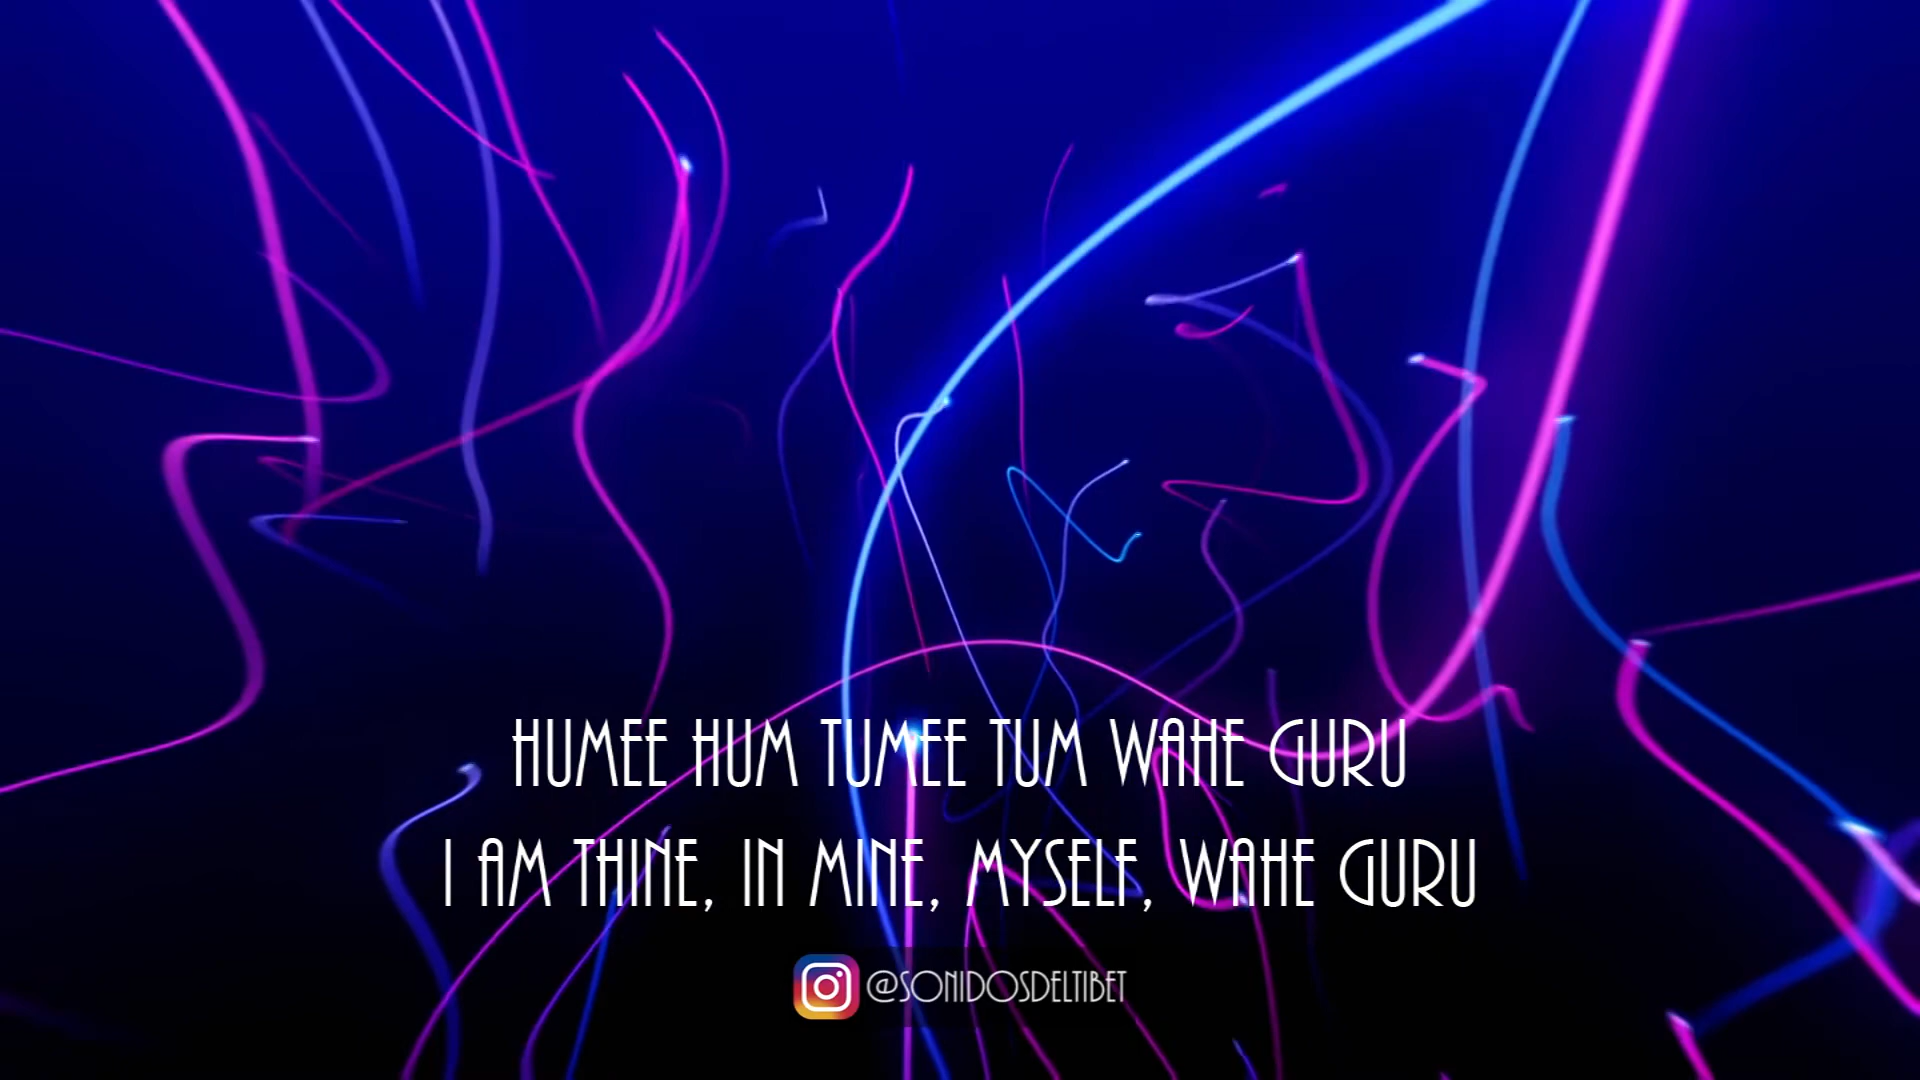 HUMEE HUM TUMEE TUM WAHE GURU
I AM THINE, IN MINE, MYSELF, WAHE GURU
@SONIDOSDELTIBET